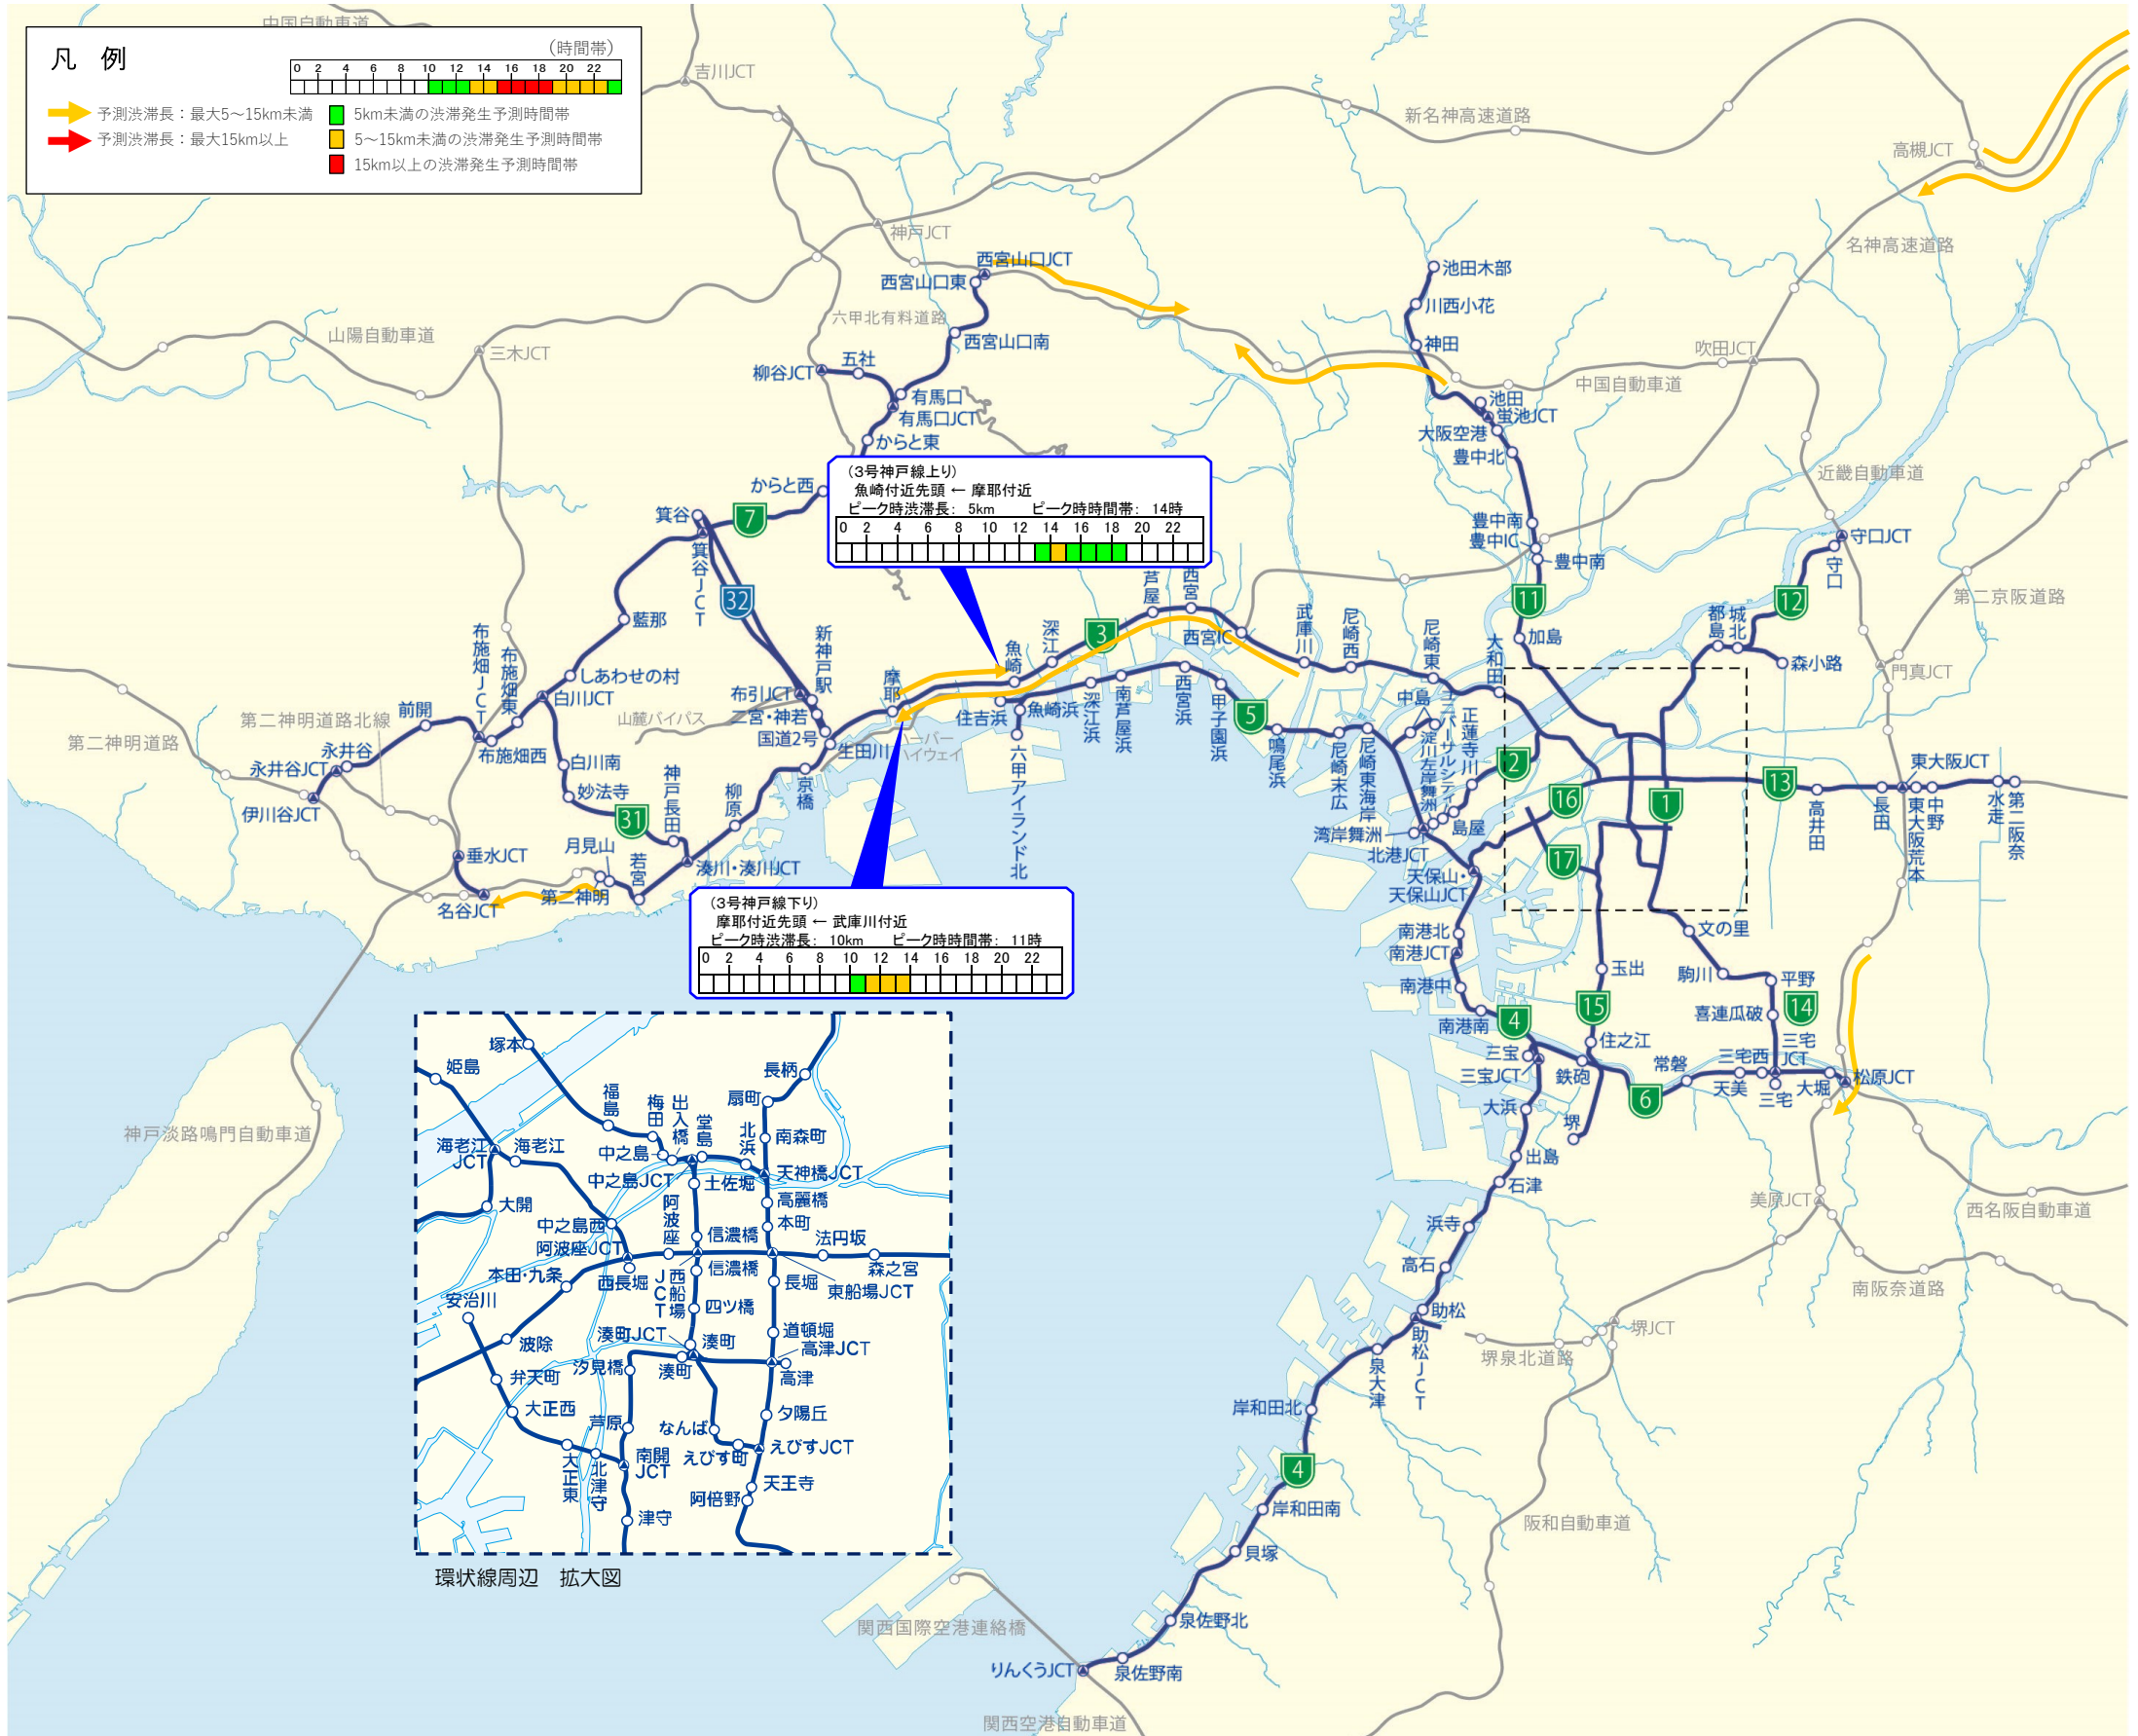 中国自動車道
凡 例
（時間帯）
0 2 4 6 8 10 12 14 16 18 20 22
予測渋滞長：最大5～15km未満
予測渋滞長：最大15km以上
5km未満の渋滞発生予測時間帯
5～15km未満の渋滞発生予測時間帯
15km以上の渋滞発生予測時間帯
吉川JCT
新名神高速道路
高槻JCT
名神高速道路
神戸JCT
西宮山口JCT
西宮山口東
六甲北有料道路
西宮山口南
山陽自動車道
三木JCT
柳谷JCT
五社
有馬口
有馬口JCT
からと東
からと西
池田木部
川西小花
神田
吹田JCT
中国自動車道
池田
蛍池JCT
大阪空港
豊中北
近畿自動車道
豊中南
豊中IC
豊中南
守口JCT
守口
第二京阪道路
門真JCT
（3号神戸線上り）
魚崎付近先頭 ← 摩耶付近
ピーク時渋滞長： 5km ピーク時時間帯： 14時
0 2 4 6 8 10 12 14 16 18 20 22
箕谷
7
箕谷JCT
32
藍那
しあわせの村
白川JCT
布施畑JCT
布施畑東
布施畑西
前開
第二神明道路北線
第二神明道路
永井谷
永井谷JCT
伊川谷JCT
白川南
妙法寺
31
神戸長田
月見山
若宮
柳原
湊川・湊川JCT
垂水JCT
名谷JCT
第二神明
新神戸駅
布引JCT
二宮・神若
国道2号
山麓バイパス
生田川
京橋
ハーバー
ハイウェイ
摩耶
魚崎
深江
3
芦屋
西宮
西宮IC
武庫川
尼崎西
尼崎東
大和田
11
加島
都島
城北
12
森小路
住吉浜
魚崎浜
六甲アイランド北
深江浜
南芦屋浜
西宮浜
甲子園浜
5
鳴尾浜
尼崎末広
尼崎東海岸
中島
淀川左岸舞洲
ユニバーサルシティ
正蓮寺川
2
島屋
湾岸舞洲
北港JCT
天保山・
天保山JCT
16
17
1
13
高井田
長田
東大阪JCT
東大阪荒本
中野
水走
第二阪奈
（3号神戸線下り）
摩耶付近先頭 ← 武庫川付近
ピーク時渋滞長： 10km ピーク時時間帯： 11時
0 2 4 6 8 10 12 14 16 18 20 22
南港北
南港JCT
南港中
南港南
4
三宝
三宝JCT
大浜
出島
石津
浜寺
高石
助松
助松JCT
泉大津
岸和田北
4
岸和田南
貝塚
泉佐野北
泉佐野南
りんくうJCT
関西国際空港連絡橋
関西空港自動車道
玉出
15
住之江
鉄砲
堺
6
常磐
天美
三宅西
三宅
JCT
三宅
大堀
松原JCT
文の里
駒川
平野
14
喜連瓜破
美原JCT
西名阪自動車道
南阪奈道路
堺JCT
堺泉北道路
阪和自動車道
神戸淡路鳴門自動車道
塚本
姫島
長柄
福島
梅田
出入橋
堂島
北浜
扇町
南森町
海老江
JCT
海老江
中之島
中之島JCT
土佐堀
天神橋JCT
高麗橋
大開
中之島西
阿波座
信濃橋
本町
法円坂
阿波座JCT
西長堀
西船場
JCT
信濃橋
長堀
東船場JCT
森之宮
本田・九条
安治川
四ツ橋
湊町JCT
湊町
道頓堀
高津JCT
波除
汐見橋
湊町
高津
弁天町
大正西
芦原
なんば
夕陽丘
えびす町
えびすJCT
大正東
北津守
南開
JCT
天王寺
阿倍野
津守
環状線周辺 拡大図